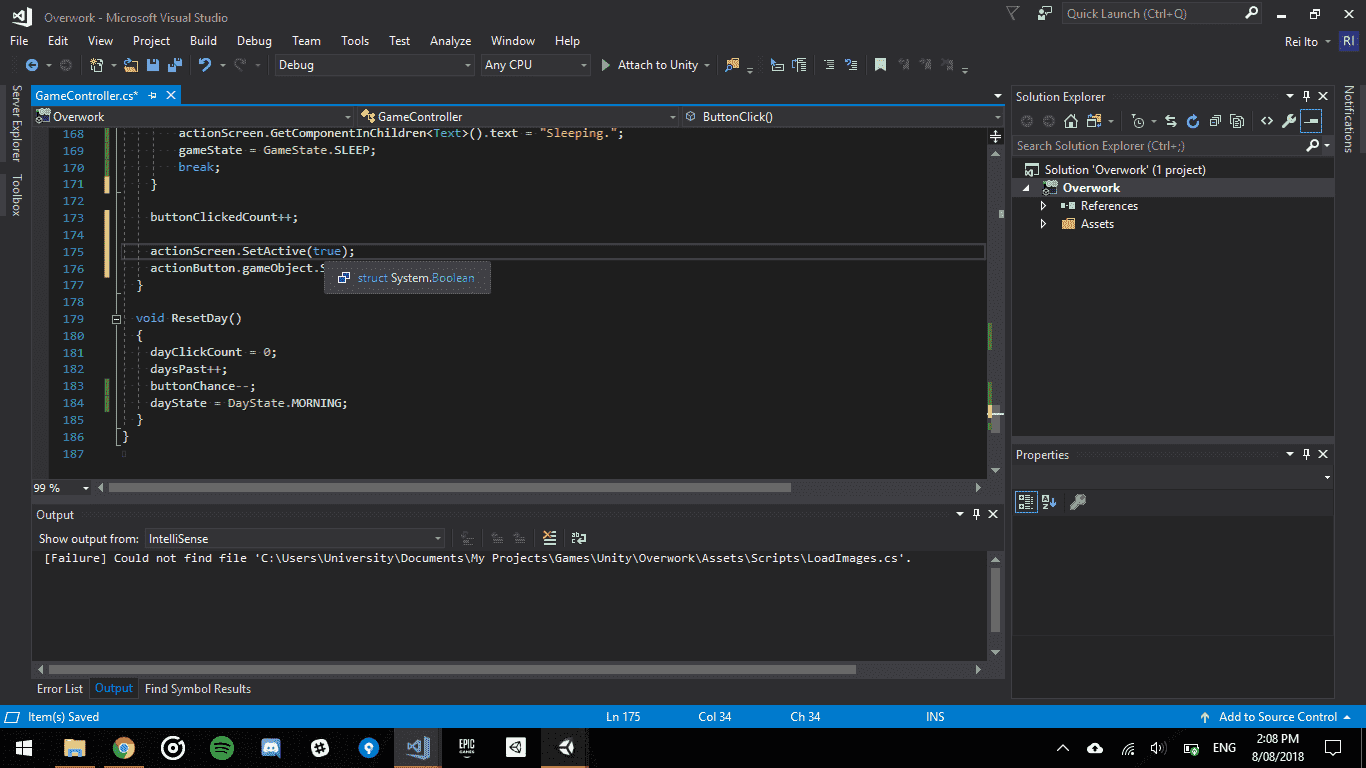 Overwork - Microsoft Visual Studio
Quick Launch (Ctrl+Q)
File Edit View Project Build Debug Team Tools Test Analyze Window Help
Rei Ito RI
Debug Any CPU Attach to Unity
Server Explorer
Toolbox
GameController.cs*
Overwork GameController ButtonClick()
168 actionScreen.GetComponentInChildren<Text>().text = "Sleeping.";
169 gameState = GameState.SLEEP;
170 break;
171 }
172
173 buttonClickedCount++;
174
175 actionScreen.SetActive(true);
176 actionButton.gameObject.
struct System.Boolean
177 }
178
179 void ResetDay()
180 {
181 dayClickCount = 0;
182 daysPast++;
183 buttonChance--;
184 dayState = DayState.MORNING;
185 }
186 }
187
99 %
Output
Show output from: IntelliSense
[Failure] Could not find file 'C:\Users\University\Documents\My Projects\Games\Unity\Overwork\Assets\Scripts\LoadImages.cs'.
Error List Output Find Symbol Results
Solution Explorer
Search Solution Explorer (Ctrl+;)
Solution 'Overwork' (1 project)
Overwork
References
Assets
Properties
Notifications
Item(s) Saved Ln 175 Col 34 Ch 34 INS Add to Source Control
EPIC
GAMES
ENG
2:08 PM
8/08/2018